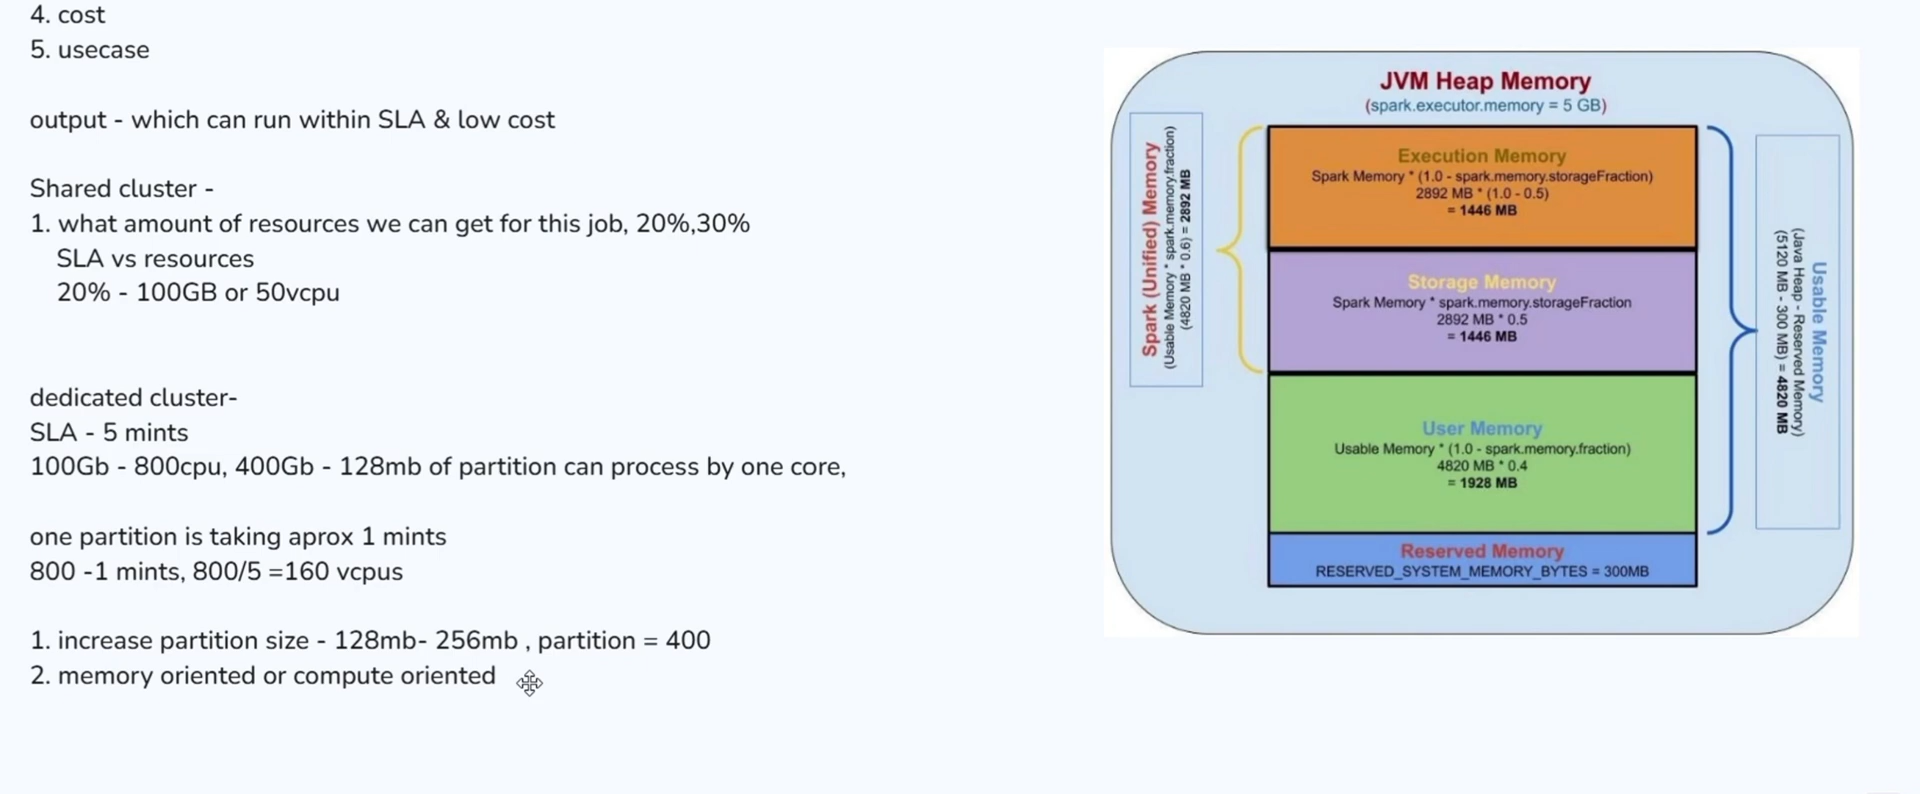 4. cost
5. usecase
output - which can run within SLA & low cost
Shared cluster -
1. what amount of resources we can get for this job, 20%,30%
SLA vs resources
20% - 100GB or 50vcpu
dedicated cluster-
SLA - 5 mints
100Gb - 800cpu, 400Gb - 128mb of partition can process by one core,
one partition is taking aprox 1 mints
800 -1 mints, 800/5 =160 vcpus
1. increase partition size - 128mb- 256mb , partition = 400
2. memory oriented or compute oriented
JVM Heap Memory
(spark.executor.memory = 5 GB)
Spark (Unified) Memory
(Usable Memory * spark.memory.fraction)
(4820 MB * 0.6) = 2892 MB
Execution Memory
Spark Memory * (1.0 - spark.memory.storageFraction)
2892 MB * (1.0 - 0.5)
= 1446 MB
Storage Memory
Spark Memory * spark.memory.storageFraction
2892 MB * 0.5
= 1446 MB
User Memory
Usable Memory * (1.0 - spark.memory.fraction)
4820 MB * 0.4
= 1928 MB
Reserved Memory
RESERVED_SYSTEM_MEMORY_BYTES = 300MB
Usable Memory
(Java Heap - Reserved Memory)
(5120 MB - 300 MB) = 4820 MB